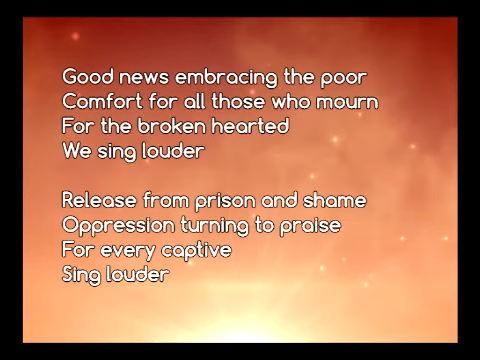 Good news embracing the poor
Comfort for all those who mourn
For the broken hearted
We sing louder
Release from prison and shame
Oppression turning to praise
For every captive
Sing louder